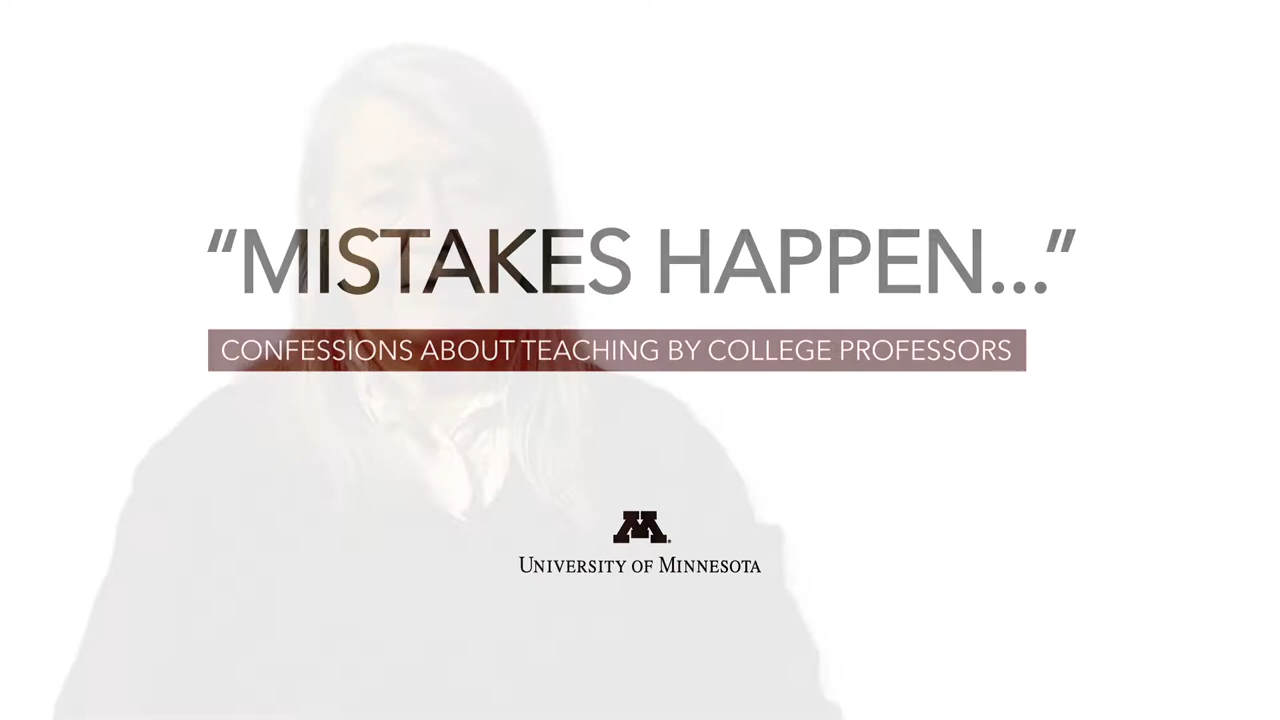 “MISTAKES HAPPEN...”
CONFESSIONS ABOUT TEACHING BY COLLEGE PROFESSORS
M
UNIVERSITY OF MINNESOTA